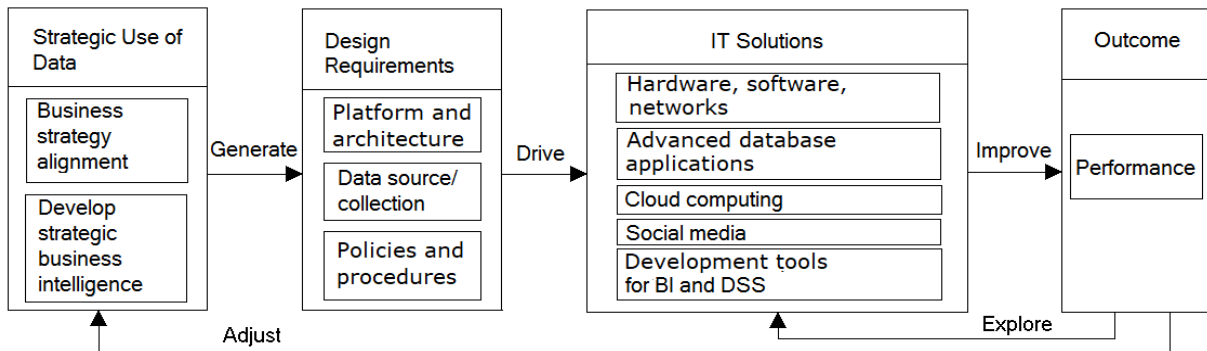 Strategic Use of
Data
Business
strategy
alignment
Develop
strategic
business
intelligence
Generate
Design
Requirements
Platform and
architecture
Data source/
collection
Policies and
procedures
Drive
IT Solutions
Hardware, software,
networks
Advanced database
applications
Cloud computing
Social media
Development tools
for BI and DSS
Improve
Outcome
Performance
Adjust
Explore